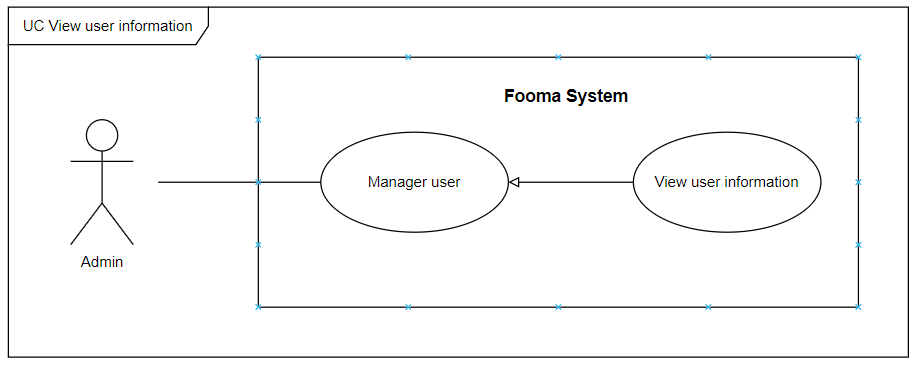 UC View user information
Fooma System
Manager user
View user information
Admin